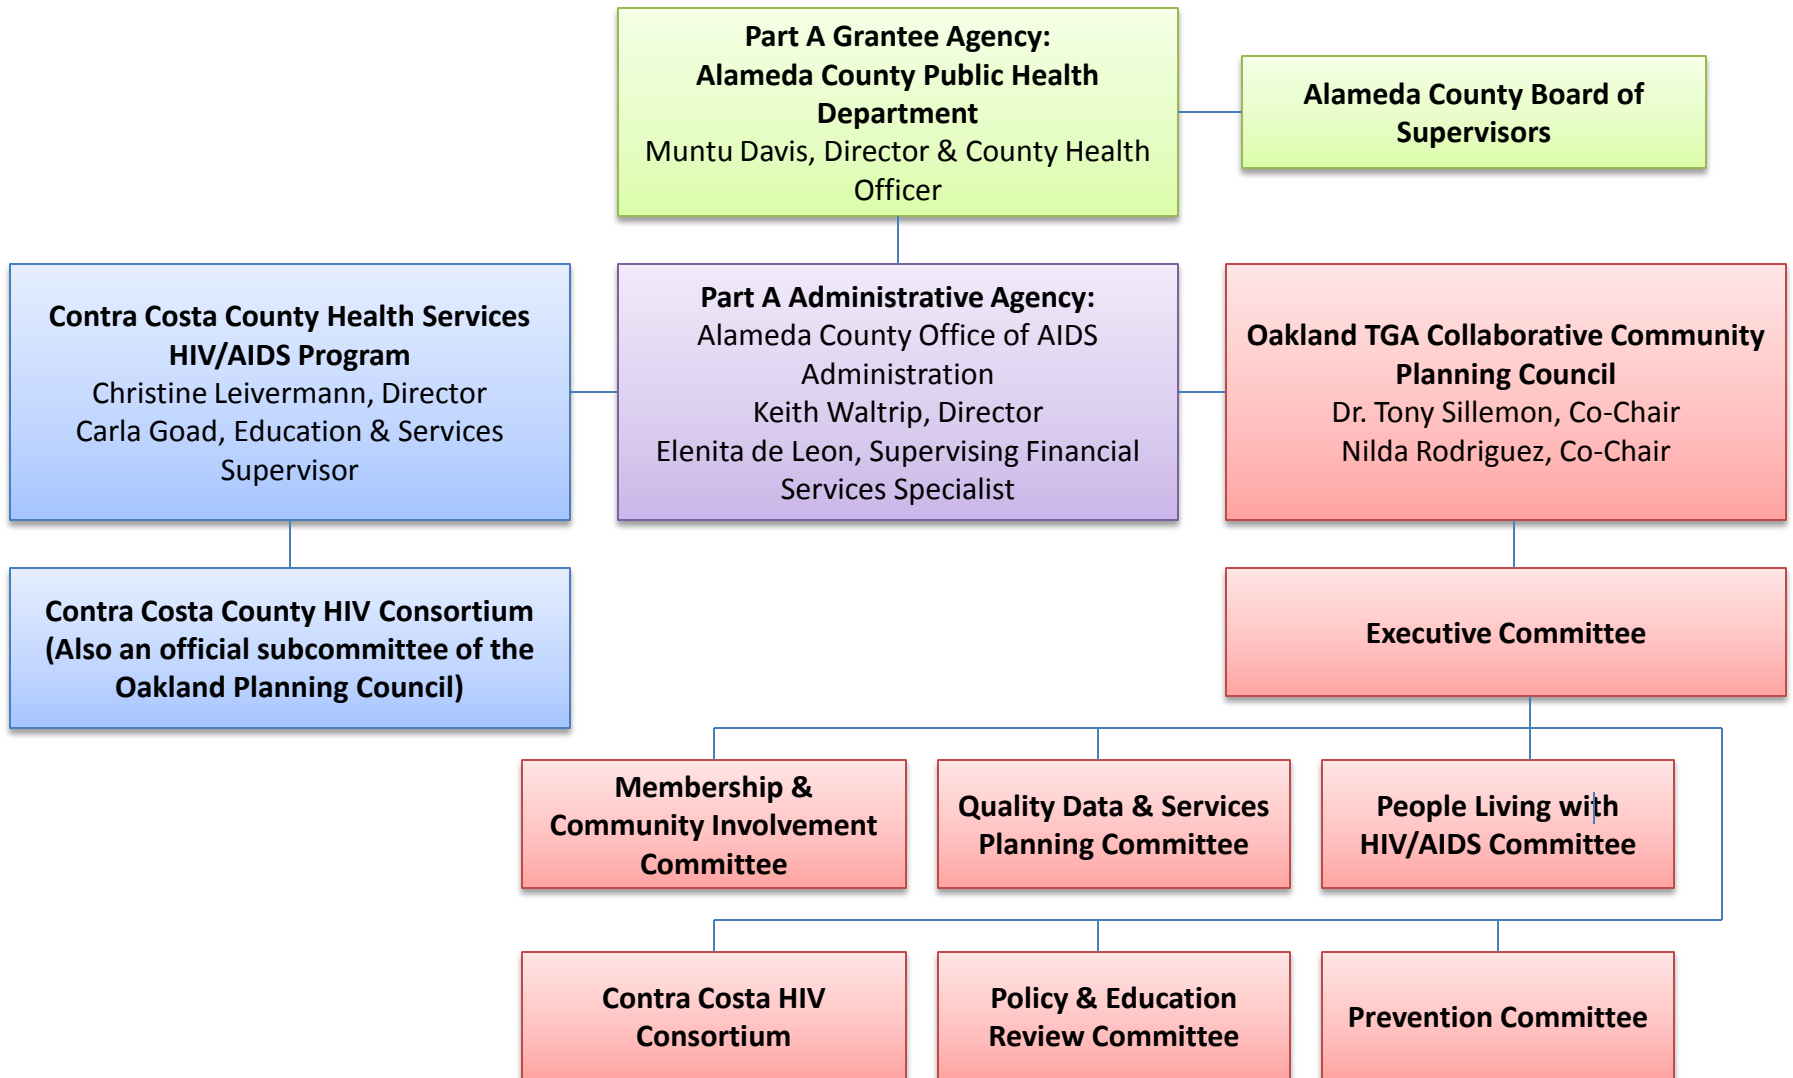 Part A Grantee Agency:
Alameda County Public Health
Department
Muntu Davis, Director & County Health
Officer
Alameda County Board of
Supervisors
Contra Costa County Health Services
HIV/AIDS Program
Christine Leivermann, Director
Carla Goad, Education & Services
Supervisor
Part A Administrative Agency:
Alameda County Office of AIDS
Administration
Keith Waltrip, Director
Elenita de Leon, Supervising Financial
Services Specialist
Oakland TGA Collaborative Community
Planning Council
Dr. Tony Sillemon, Co-Chair
Nilda Rodriguez, Co-Chair
Contra Costa County HIV Consortium
(Also an official subcommittee of the
Oakland Planning Council)
Executive Committee
Membership &
Community Involvement
Committee
Quality Data & Services
Planning Committee
People Living with
HIV/AIDS Committee
Contra Costa HIV
Consortium
Policy & Education
Review Committee
Prevention Committee